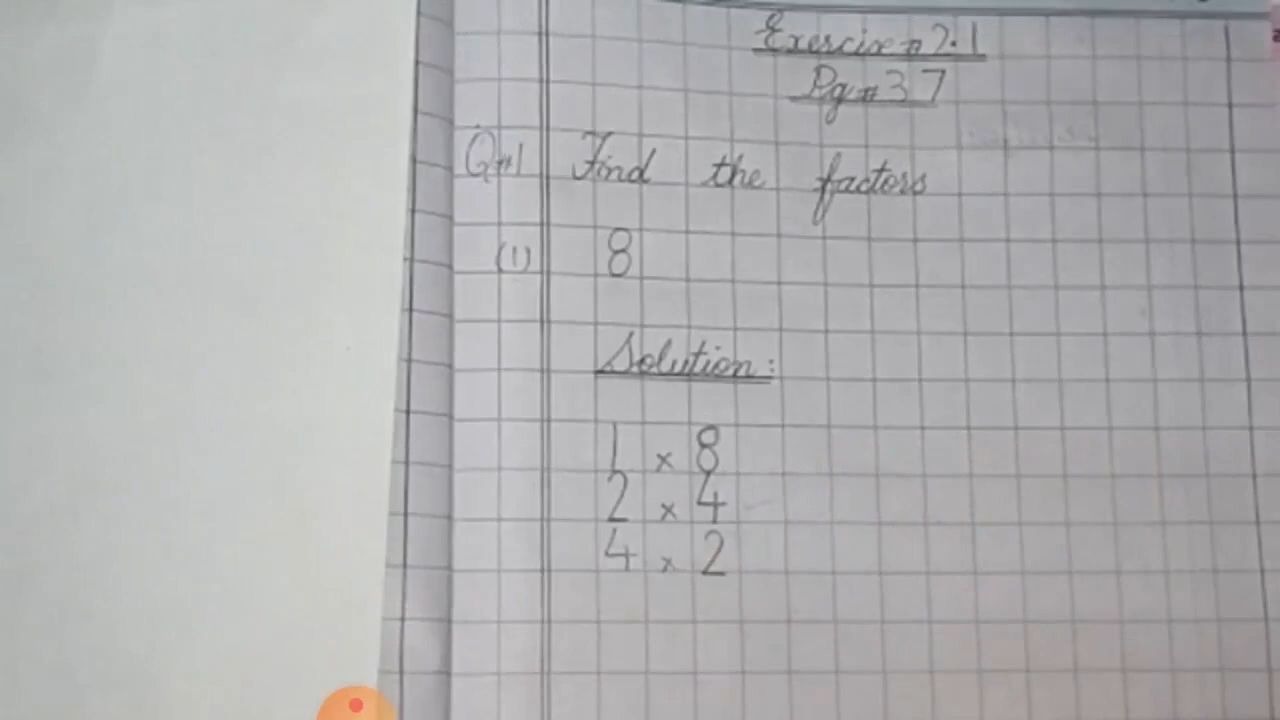 Exercise # 2.1
Pg # 37
Q#1 Find the factors
(1) 8
Solution:
1 × 8
2 × 4
4 × 2